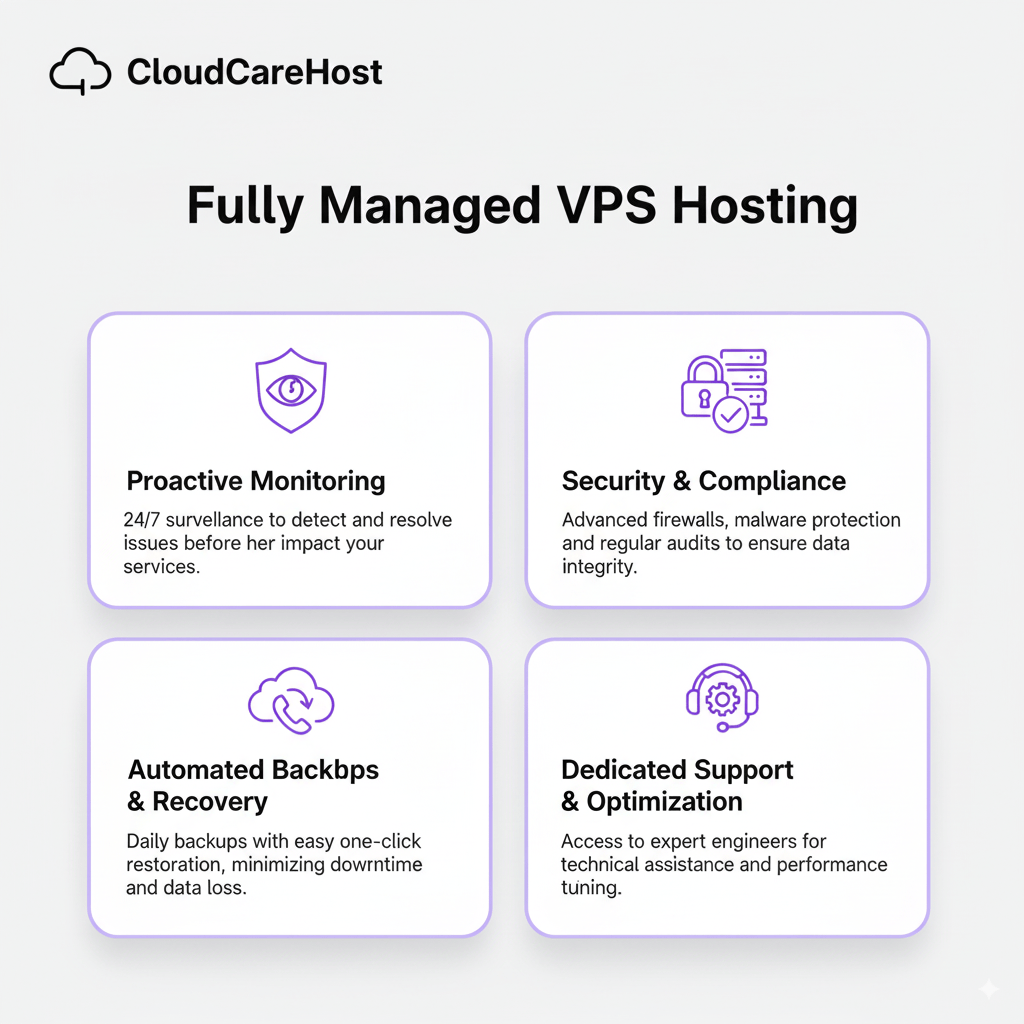 CloudCareHost
Fully Managed VPS Hosting
Proactive Monitoring
24/7 survellance to detect and resolve
issues before her impact your
services.
Security & Compliance
Advanced firewalls, malware protection
and regular audits to ensure data
integrity.
Automated Backbps
& Recovery
Daily backups with easy one-click
restoration, minimizing downtime
and data loss.
Dedicated Support
& Optimization
Access to expert engineers for
technical assistance and performance
tuning.